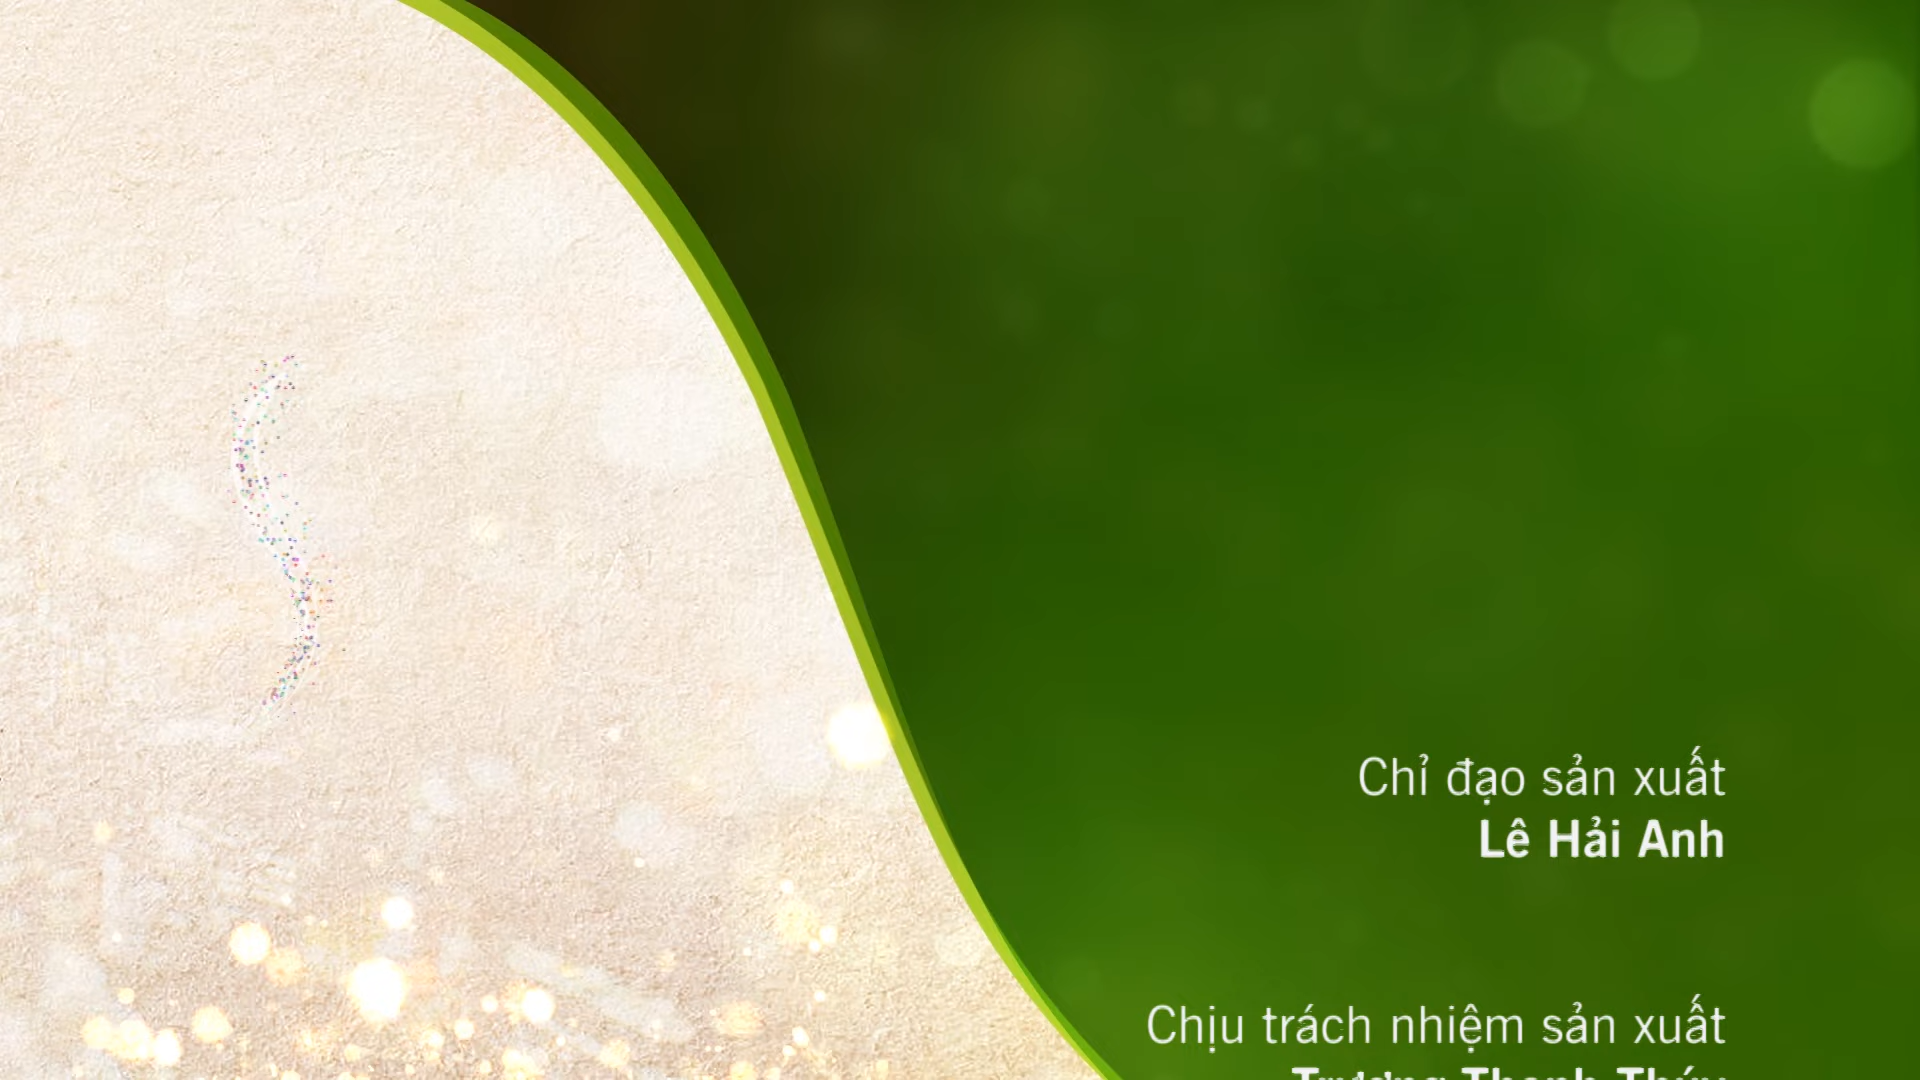 Chỉ đạo sản xuất
Lê Hải Anh
Chịu trách nhiệm sản xuất